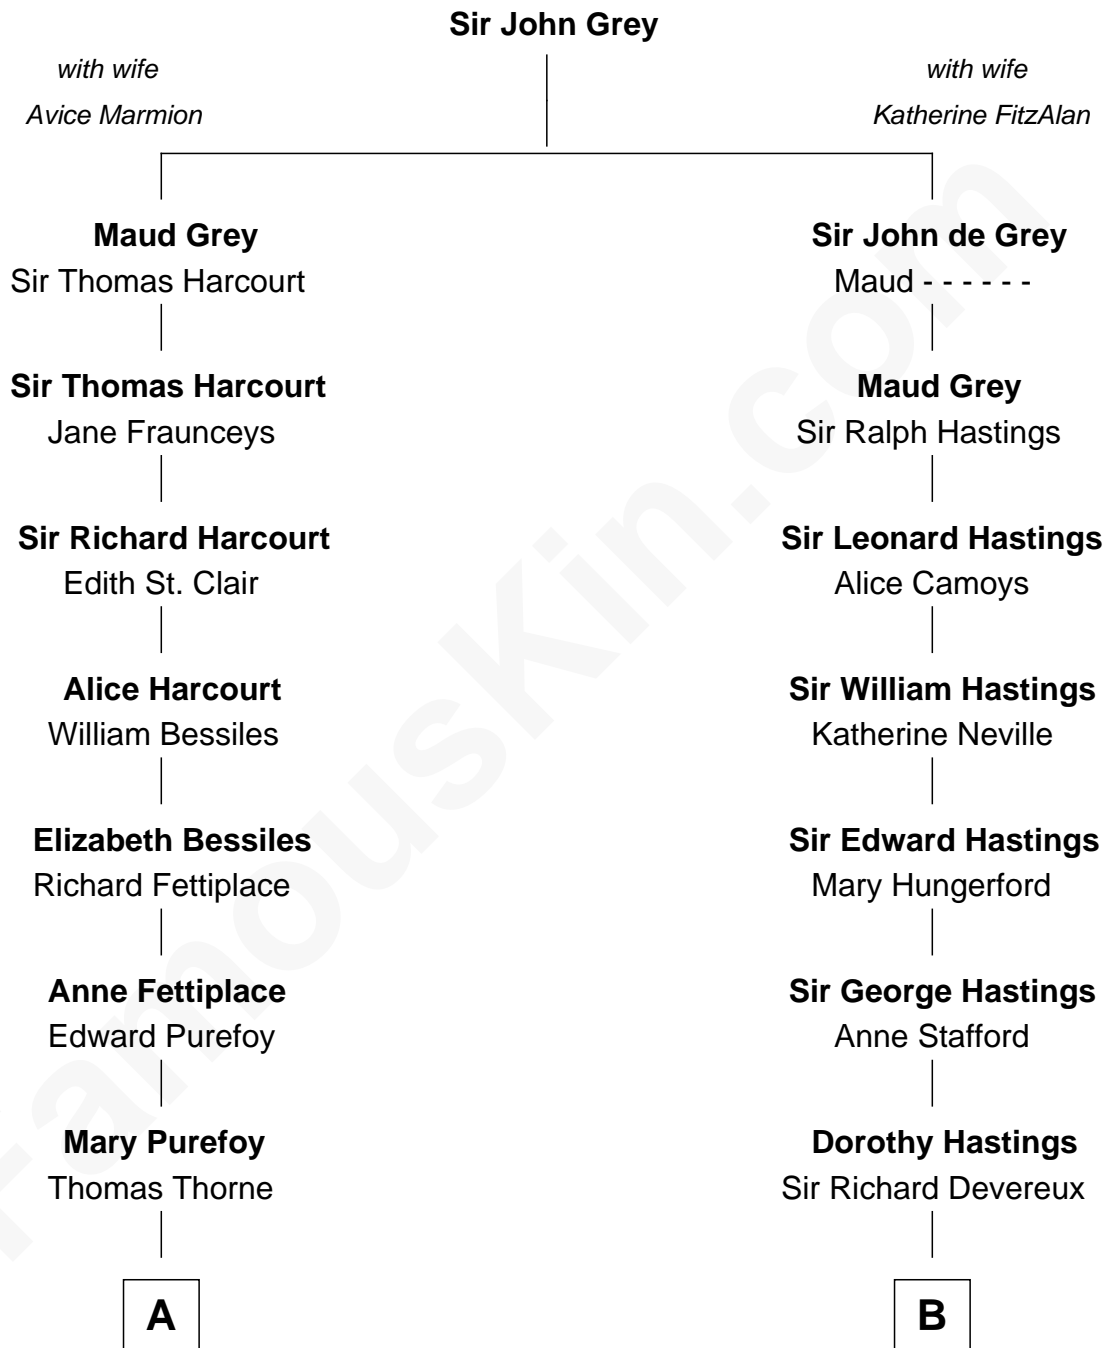 Sir John Grey
with wife
Avice Marmion
with wife
Katherine FitzAlan
Maud Grey
Sir Thomas Harcourt
Sir John de Grey
Maud - - - - - -
Sir Thomas Harcourt
Jane Fraunceys
Maud Grey
Sir Ralph Hastings
Sir Richard Harcourt
Edith St. Clair
Sir Leonard Hastings
Alice Camoys
Alice Harcourt
William Bessiles
Sir William Hastings
Katherine Neville
Elizabeth Bessiles
Richard Fettiplace
Sir Edward Hastings
Mary Hungerford
Anne Fettiplace
Edward Purefoy
Sir George Hastings
Anne Stafford
Mary Purefoy
Thomas Thorne
Dorothy Hastings
Sir Richard Devereux
A
B
FamousKin.com